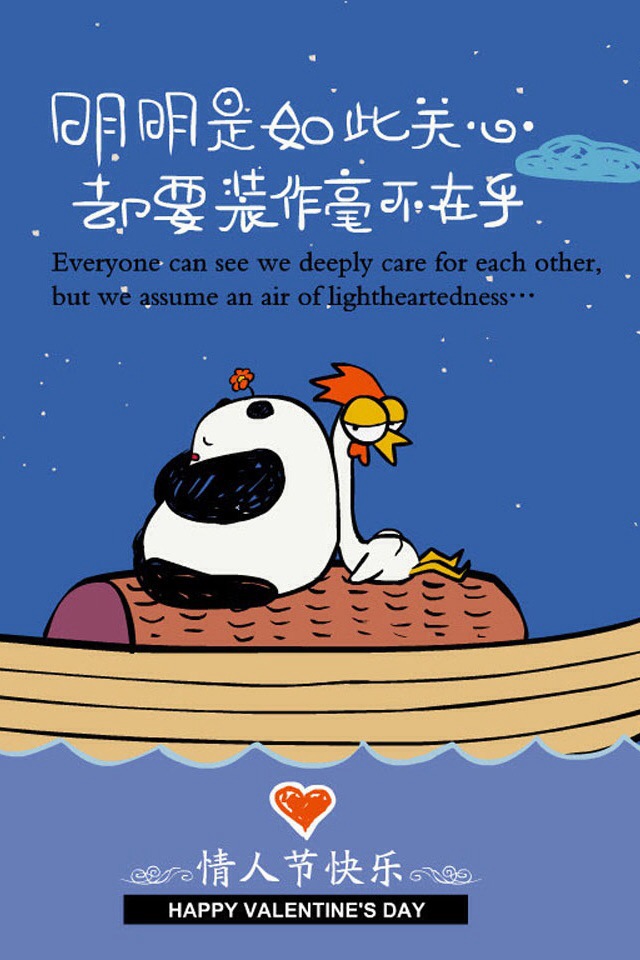 明明是如此关心
却要装作毫不在乎
Everyone can see we deeply care for each other,
but we assume an air of lightheartedness…
情人节快乐
HAPPY VALENTINE'S DAY